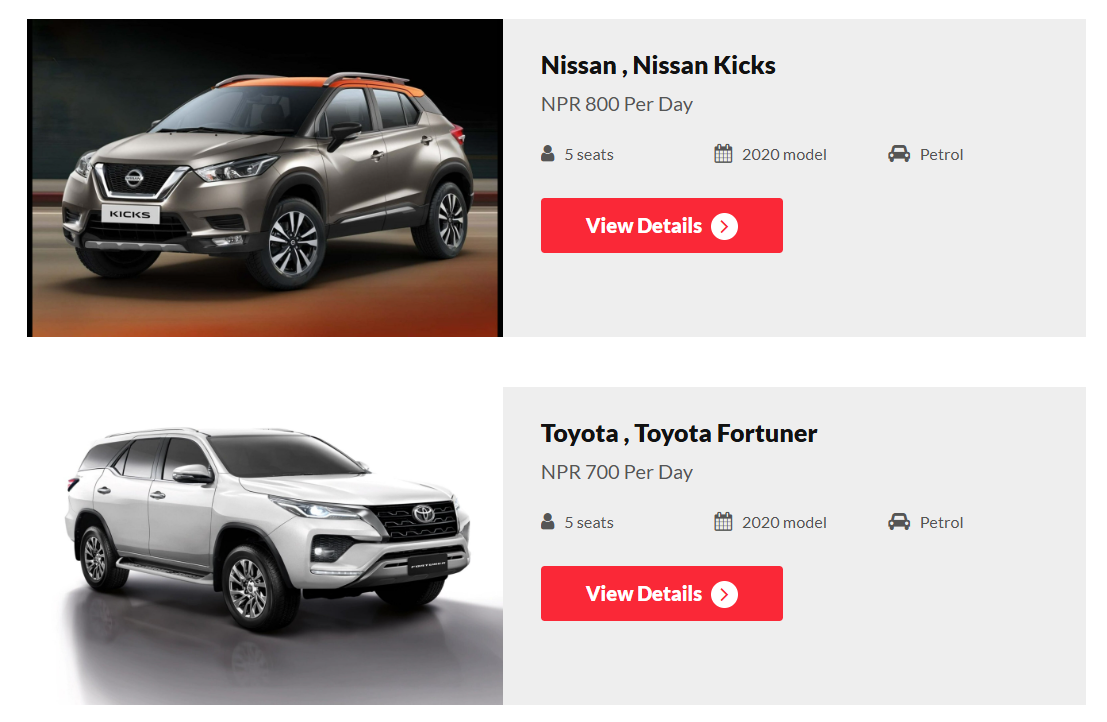 Nissan , Nissan Kicks
NPR 800 Per Day
5 seats 2020 model Petrol
View Details
KICKS
Toyota , Toyota Fortuner
NPR 700 Per Day
5 seats 2020 model Petrol
View Details
FORTUNER